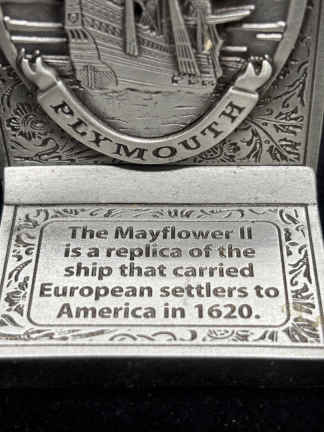 PLYMOUTH
The Mayflower II
is a replica of the
ship that carried
European settlers to
America in 1620.